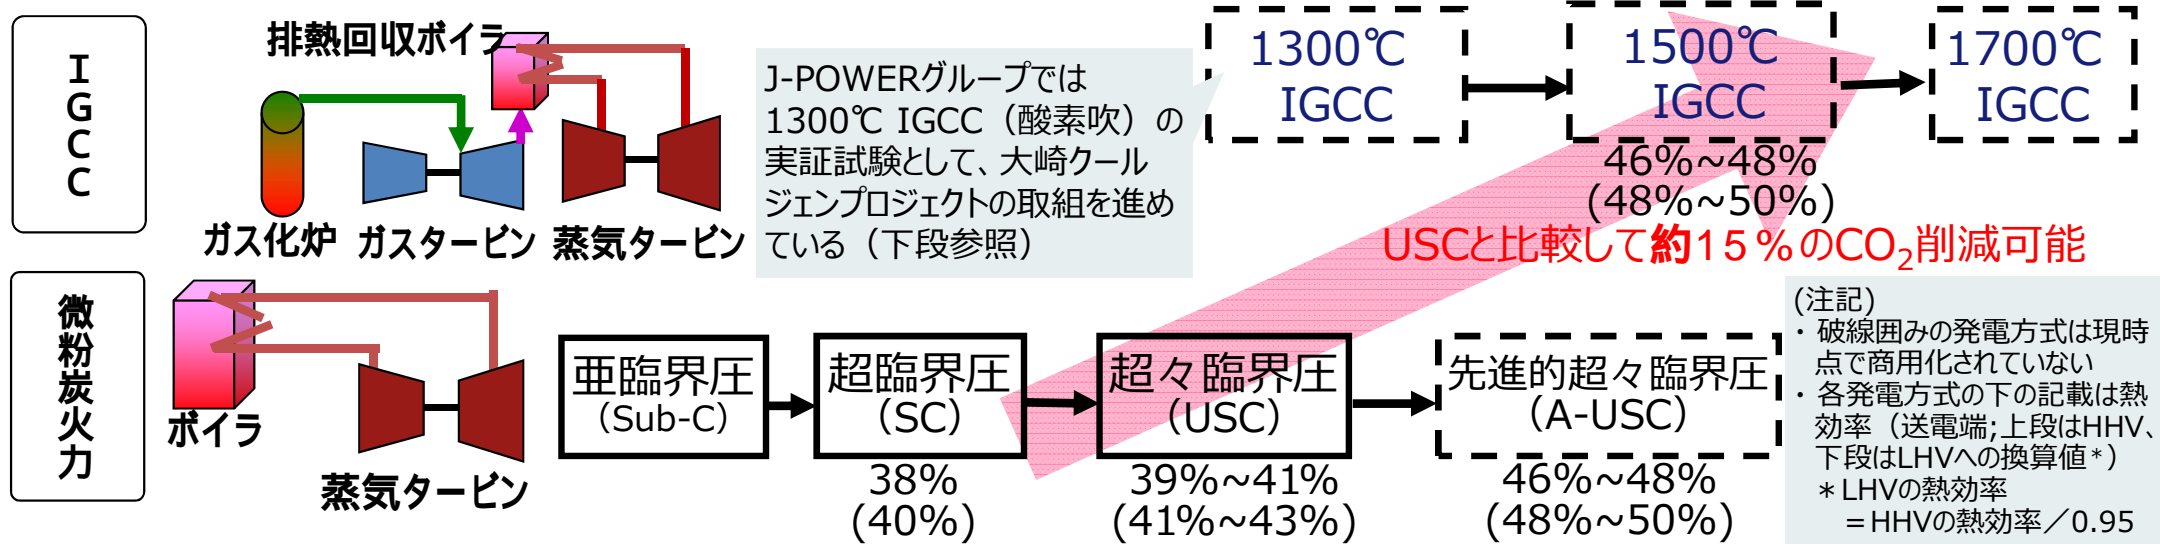 IGCC
排熱回収ボイラ
ガス化炉
ガスタービン
蒸気タービン
J-POWERグループでは
1300℃ IGCC（酸素吹）の
実証試験として、大崎クール
ジェンプロジェクトの取組を進め
ている（下段参照）
1300℃
IGCC
1500℃
IGCC
46%~48%
(48%~50%)
1700℃
IGCC
USCと比較して約15％のCO₂削減可能
微粉炭火力
ボイラ
蒸気タービン
亜臨界圧
（Sub-C）
超臨界圧
（SC）
38%
(40%)
超々臨界圧
（USC）
39%~41%
(41%~43%)
先進的超々臨界圧
（A-USC）
46%~48%
(48%~50%)
(注記)
・破線囲みの発電方式は現時
点で商用化されていない
・各発電方式の下の記載は熱
効率（送電端;上段はHHV、
下段はLHVへの換算値*）
＊LHVの熱効率
＝HHVの熱効率／0.95